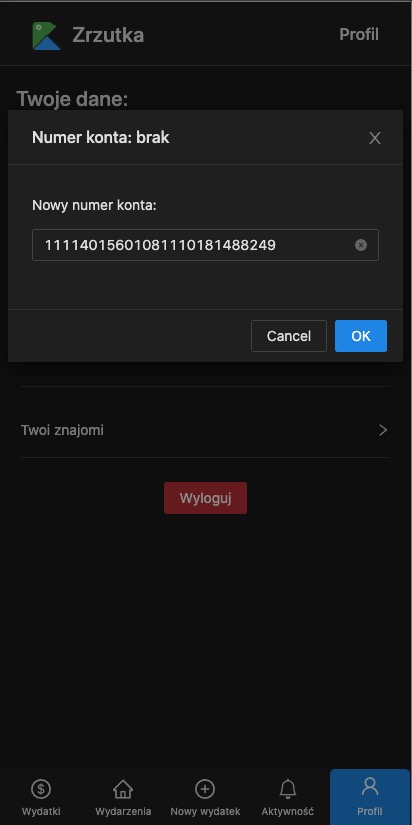 Zrzutka
Profil
Twoje dane:
Numer konta: brak
Nowy numer konta:
11114015601081110181488249
Cancel
OK
Twoi znajomi
Wyloguj
Wydatki
Wydarzenia
Nowy wydatek
Aktywność
Profil